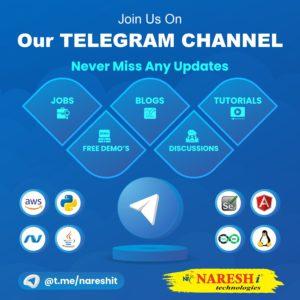 Join Us On
Our TELEGRAM CHANNEL
Never Miss Any Updates
JOBS
BLOGS
TUTORIALS
FREE DEMO'S
DISCUSSIONS
aws
Se
@t.me/nareshit
NARESH i
technologies